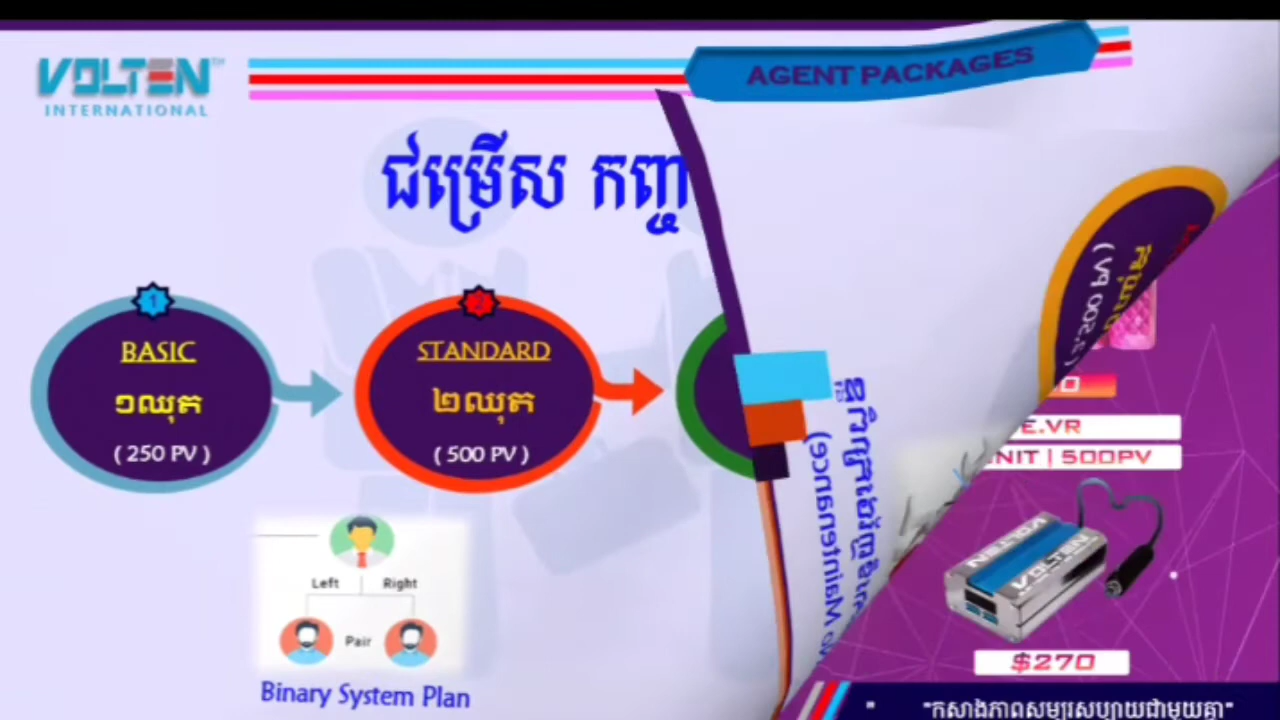 VOLTEN
INTERNATIONAL
AGENT PACKAGES
ជម្រើស កញ្ច
1
BASIC
១ឈុត
( 250 PV )
2
STANDARD
២ឈុត
( 500 PV )
Left
Right
Pair
Binary System Plan
Maintenance)
E.VR
NIT | 500PV
VOLTEN
$270
"កសាងភាពសម្បូរសប្បាយជាមួយគ្នា"